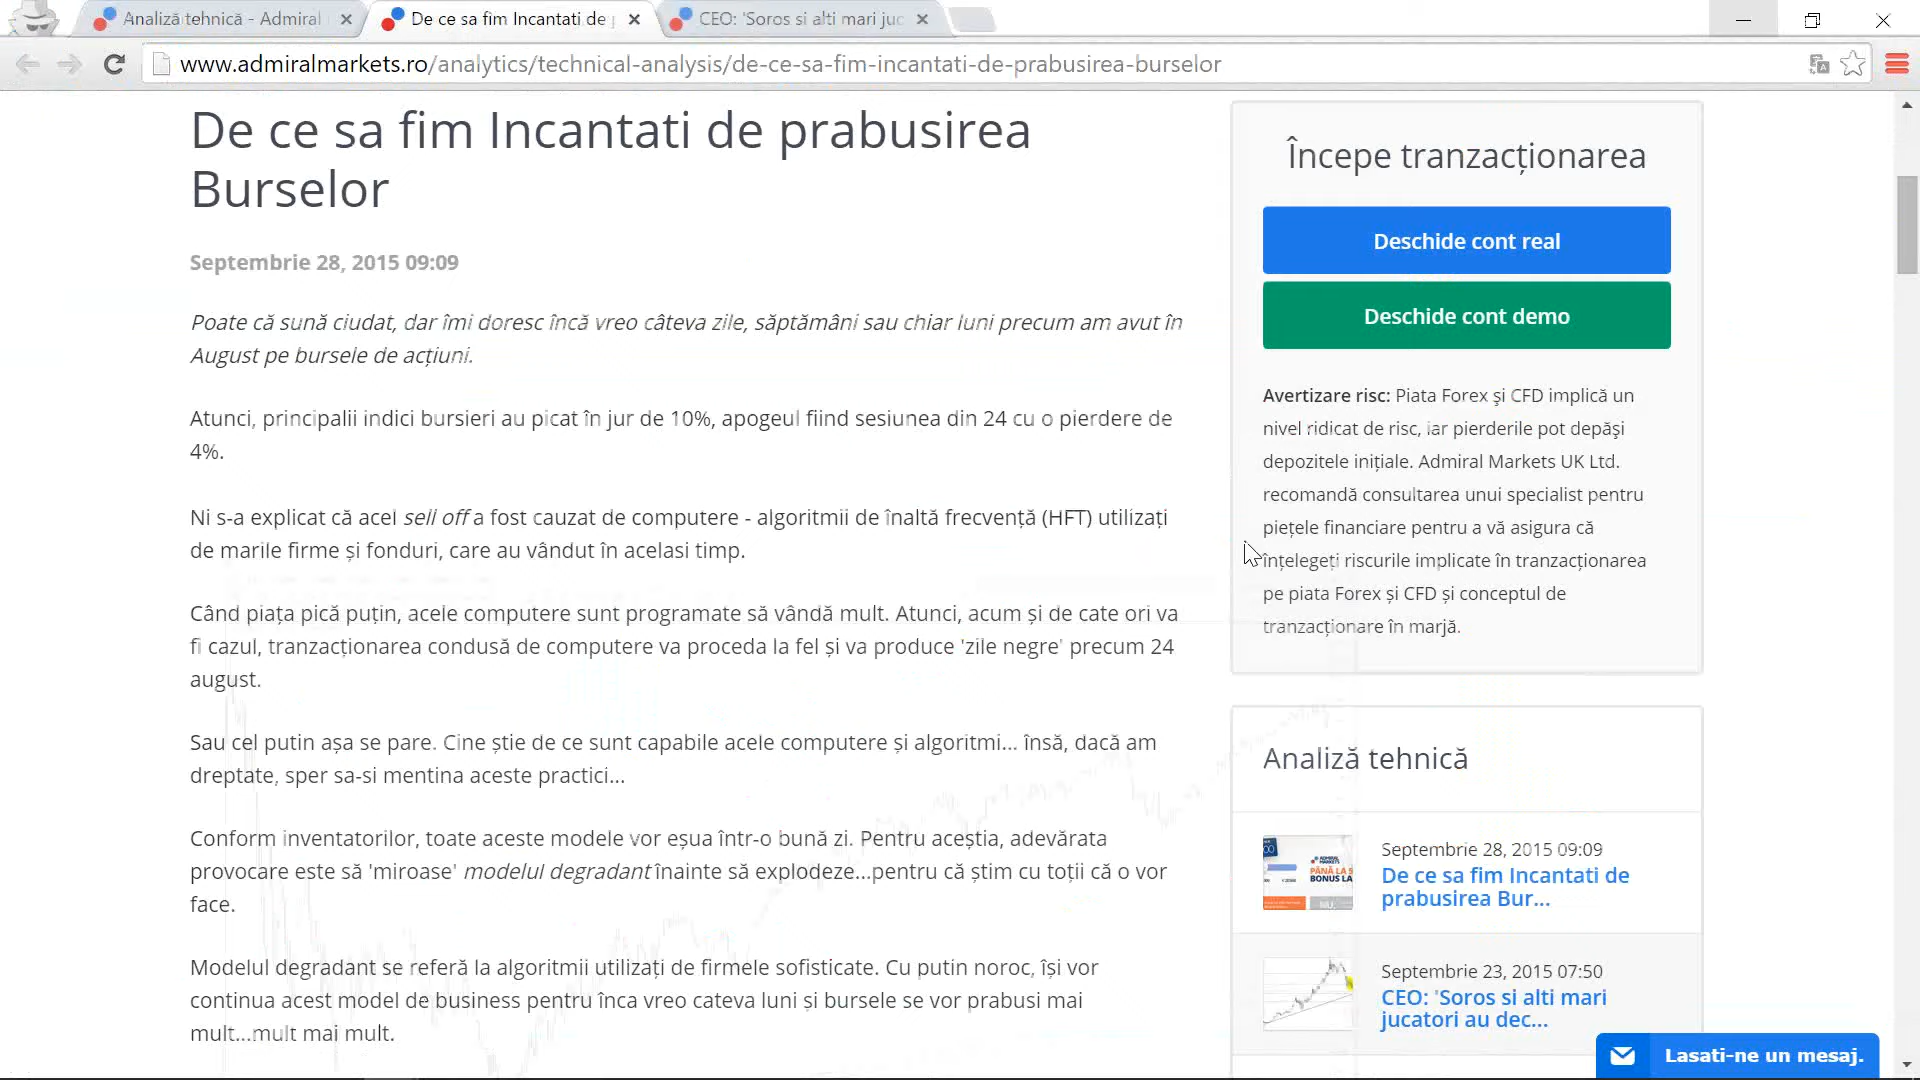 Analiză tehnică - Admiral
De ce sa fim Incantati de
CEO: 'Soros si alti mari juc
www.admiralmarkets.ro/analytics/technical-analysis/de-ce-sa-fim-incantati-de-prabusirea-burselor
De ce sa fim Incantati de prabusirea
Burselor
Septembrie 28, 2015 09:09
Poate că sună ciudat, dar îmi doresc încă vreo câteva zile, săptămâni sau chiar luni precum am avut în
August pe bursele de acțiuni.
Atunci, principalii indici bursieri au picat în jur de 10%, apogeul fiind sesiunea din 24 cu o pierdere de
4%.
Ni s-a explicat că acel sell off a fost cauzat de computere - algoritmii de înaltă frecvență (HFT) utilizați
de marile firme și fonduri, care au vândut în acelasi timp.
Când piața pică puțin, acele computere sunt programate să vândă mult. Atunci, acum și de cate ori va
fi cazul, tranzacționarea condusă de computere va proceda la fel și va produce 'zile negre' precum 24
august.
Sau cel putin așa se pare. Cine știe de ce sunt capabile acele computere și algoritmi... însă, dacă am
dreptate, sper sa-si mentina aceste practici...
Conform inventatorilor, toate aceste modele vor eșua într-o bună zi. Pentru aceștia, adevărata
provocare este să 'miroase' modelul degradant înainte să explodeze...pentru că știm cu toții că o vor
face.
Modelul degradant se referă la algoritmii utilizați de firmele sofisticate. Cu putin noroc, își vor
continua acest model de business pentru înca vreo cateva luni și bursele se vor prabusi mai
mult...mult mai mult.
Începe tranzacționarea
Deschide cont real
Deschide cont demo
Avertizare risc: Piata Forex şi CFD implică un
nivel ridicat de risc, iar pierderile pot depăşi
depozitele inițiale. Admiral Markets UK Ltd.
recomandă consultarea unui specialist pentru
piețele financiare pentru a vă asigura că
înțelegeți riscurile implicate în tranzacționarea
pe piata Forex și CFD și conceptul de
tranzacționare în marjă.
Analiză tehnică
Septembrie 28, 2015 09:09
De ce sa fim Incantati de
prabusirea Bur...
Septembrie 23, 2015 07:50
CEO: 'Soros si alti mari
jucatori au dec...
Lasati-ne un mesaj.